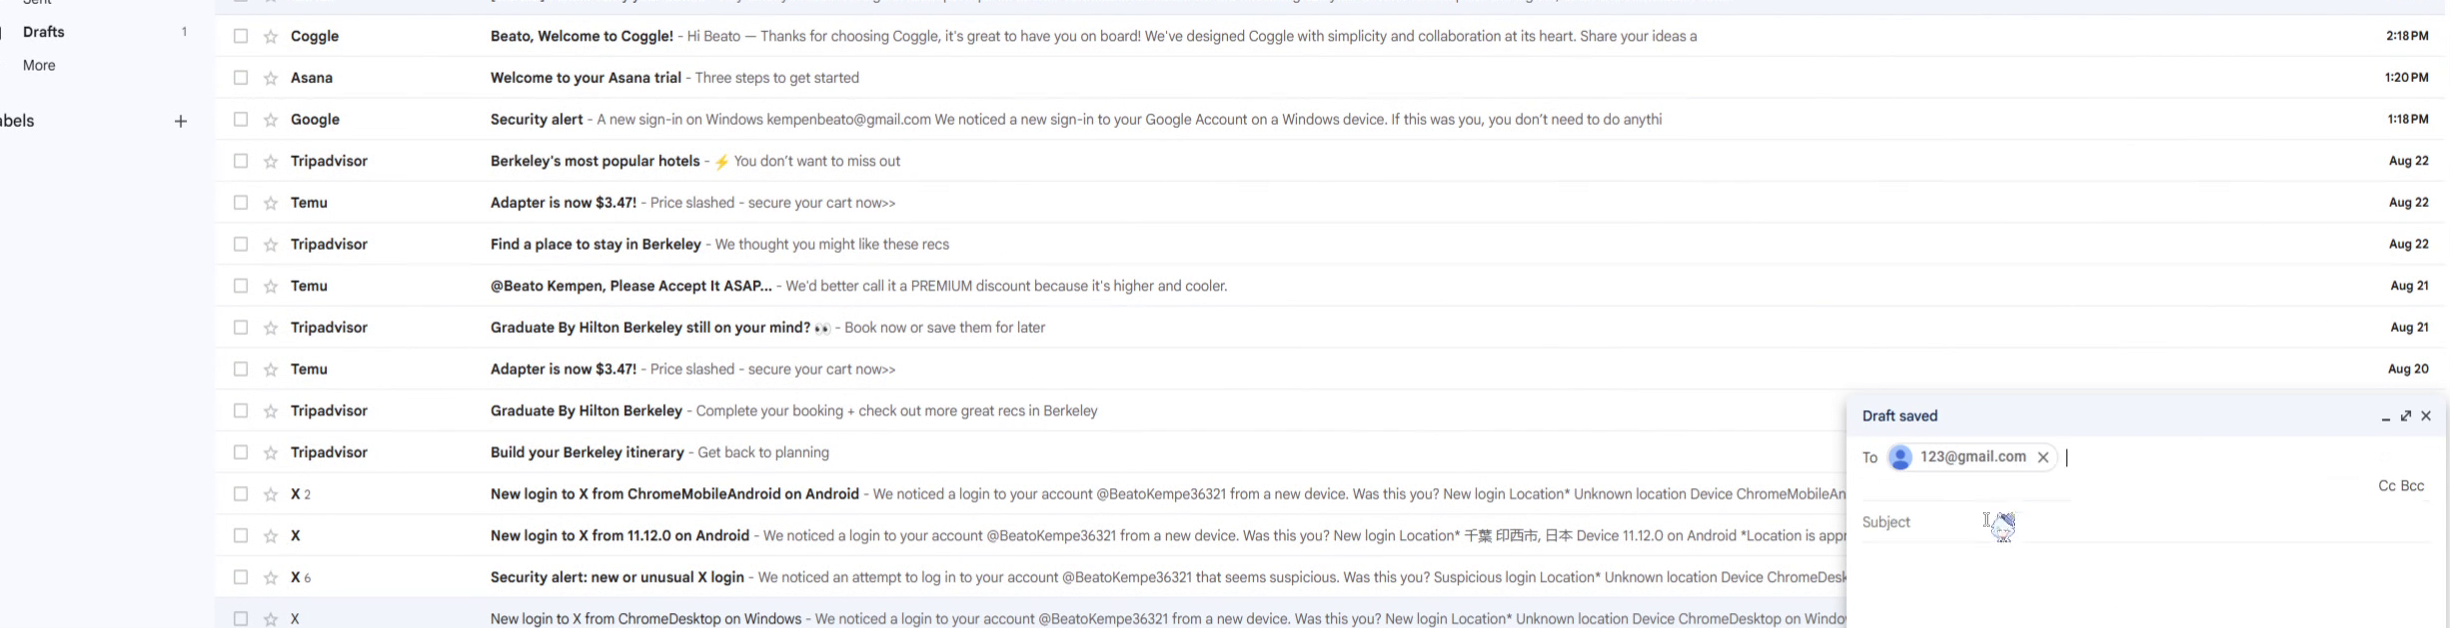 Drafts 1
More
abels +
Coggle Beato, Welcome to Coggle! - Hi Beato — Thanks for choosing Coggle, it's great to have you on board! We've designed Coggle with simplicity and collaboration at its heart. Share your ideas a 2:18 PM
Asana Welcome to your Asana trial - Three steps to get started 1:20 PM
Google Security alert - A new sign-in on Windows kempenbeato@gmail.com We noticed a new sign-in to your Google Account on a Windows device. If this was you, you don't need to do anythi 1:18 PM
Tripadvisor Berkeley's most popular hotels - ⚡ You don't want to miss out Aug 22
Temu Adapter is now $3.47! - Price slashed - secure your cart now>> Aug 22
Tripadvisor Find a place to stay in Berkeley - We thought you might like these recs Aug 22
Temu @Beato Kempen, Please Accept It ASAP... - We'd better call it a PREMIUM discount because it's higher and cooler. Aug 21
Tripadvisor Graduate By Hilton Berkeley still on your mind? 👀 - Book now or save them for later Aug 21
Temu Adapter is now $3.47! - Price slashed - secure your cart now>> Aug 20
Tripadvisor Graduate By Hilton Berkeley - Complete your booking + check out more great recs in Berkeley
Tripadvisor Build your Berkeley itinerary - Get back to planning
X 2 New login to X from ChromeMobileAndroid on Android - We noticed a login to your account @BeatoKempe36321 from a new device. Was this you? New login Location* Unknown location Device ChromeMobileAn
X New login to X from 11.12.0 on Android - We noticed a login to your account @BeatoKempe36321 from a new device. Was this you? New login Location* 千葉 印西市, 日本 Device 11.12.0 on Android *Location is appr
X 6 Security alert: new or unusual X login - We noticed an attempt to log in to your account @BeatoKempe36321 that seems suspicious. Was this you? Suspicious login Location* Unknown location Device ChromeDesk
X New login to X from ChromeDesktop on Windows - We noticed a login to your account @BeatoKempe36321 from a new device. Was this you? New login Location* Unknown location Device ChromeDesktop on Windo
Draft saved
To 123@gmail.com
Cc Bcc
Subject